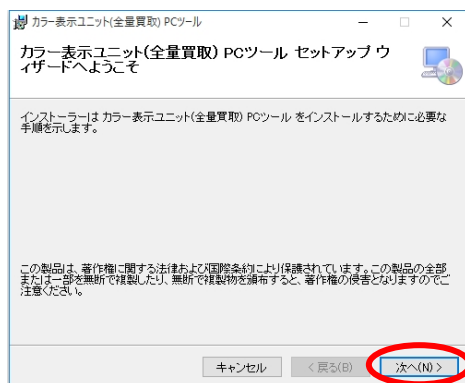 カラー表示ユニット(全量買取) PCツール
カラー表示ユニット(全量買取) PCツール セットアップ ウ
ィザードへようこそ
インストーラーは カラー表示ユニット(全量買取) PCツール をインストールするために必要な
手順を示します。
この製品は、著作権に関する法律および国際条約により保護されています。この製品の全部
または一部を無断で複製したり、無断で複製物を頒布すると、著作権の侵害となりますのでご
注意ください。
キャンセル < 戻る(B) 次へ(N) >